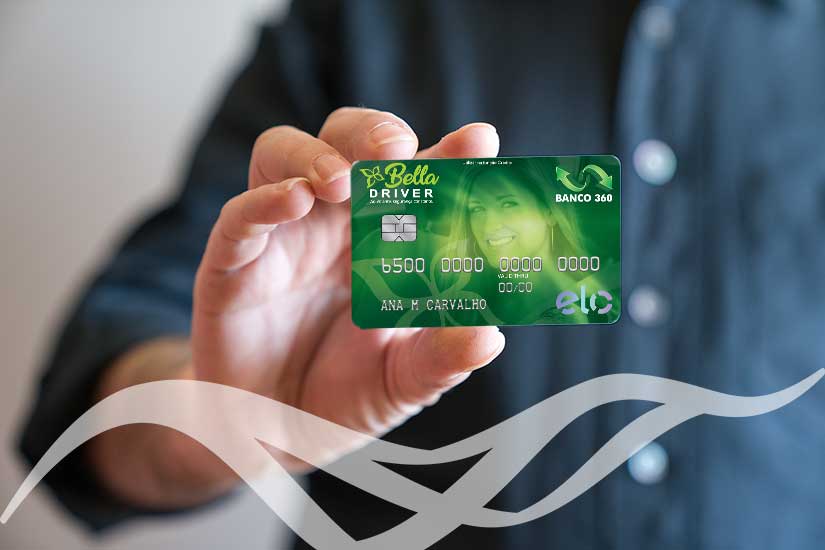 Bella
DRIVER
BANCO 360
6500 0000 0000 0000
VALID THRU
00/00
ANA M CARVALHO
elo